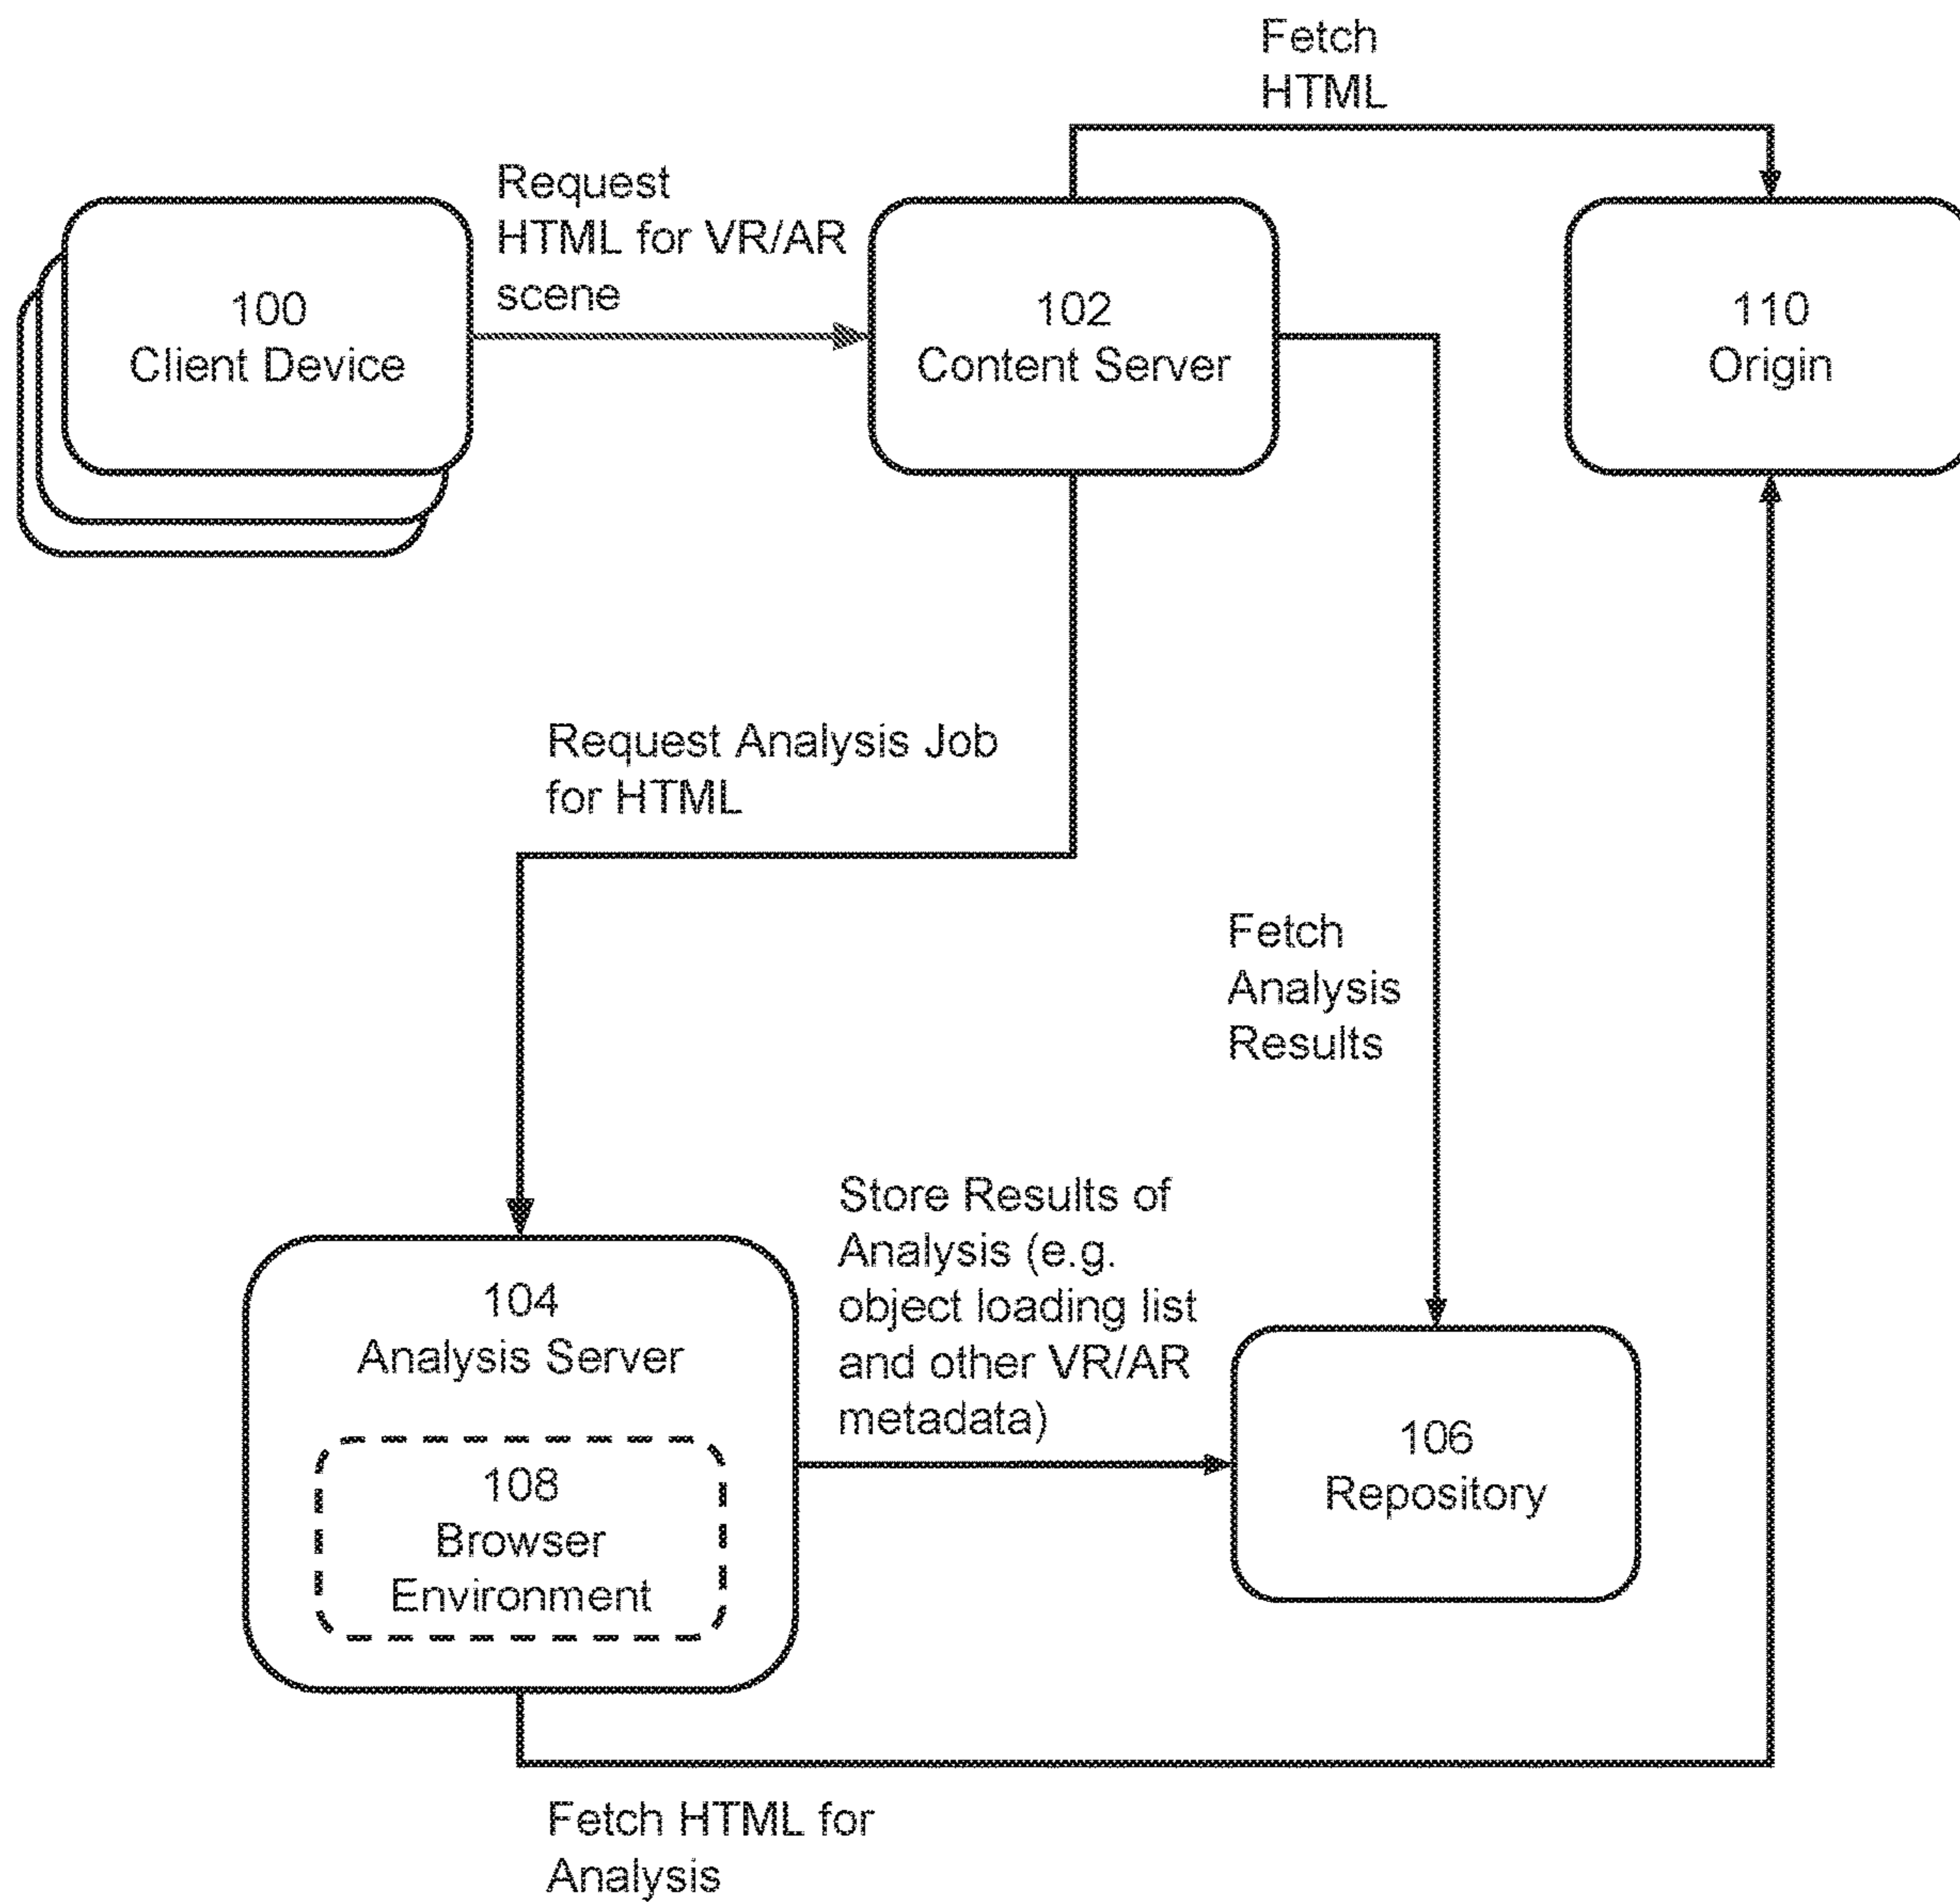 Fetch
HTML
Request
HTML for VR/AR
scene
100
Client Device
102
Content Server
110
Origin
Request Analysis Job
for HTML
Fetch
Analysis
Results
Store Results of
Analysis (e.g.
object loading list
and other VR/AR
metadata)
104
Analysis Server
108
Browser
Environment
106
Repository
Fetch HTML for
Analysis